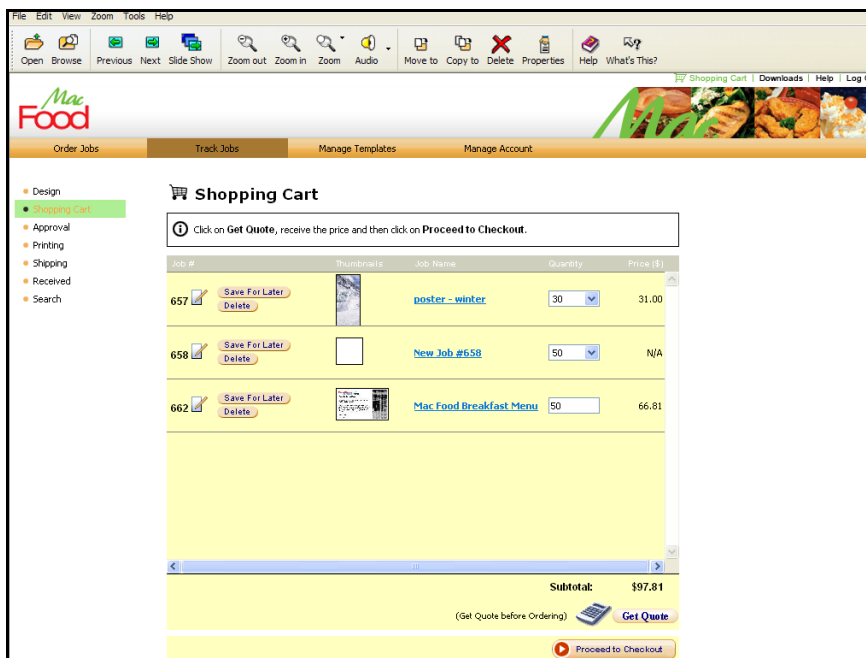 File Edit View Zoom Tools Help
Open Browse Previous Next Slide Show Zoom out Zoom in Zoom Audio Move to Copy to Delete Properties Help What's This?
Shopping Cart | Downloads | Help | Log
Mac
Food
Mac
Order Jobs Track Jobs Manage Templates Manage Account
Design
Shopping Cart
Approval
Printing
Shipping
Received
Search
Shopping Cart
Click on Get Quote, receive the price and then click on Proceed to Checkout.
Job # Thumbnails Job Name Quantity Price ($)
657 Save For Later poster - winter 30 31.00
Delete
658 Save For Later New Job #658 50 N/A
Delete
662 Save For Later Mac Food Breakfast Menu 50 66.81
Delete
Subtotal: $97.81
(Get Quote before Ordering) Get Quote
Proceed to Checkout